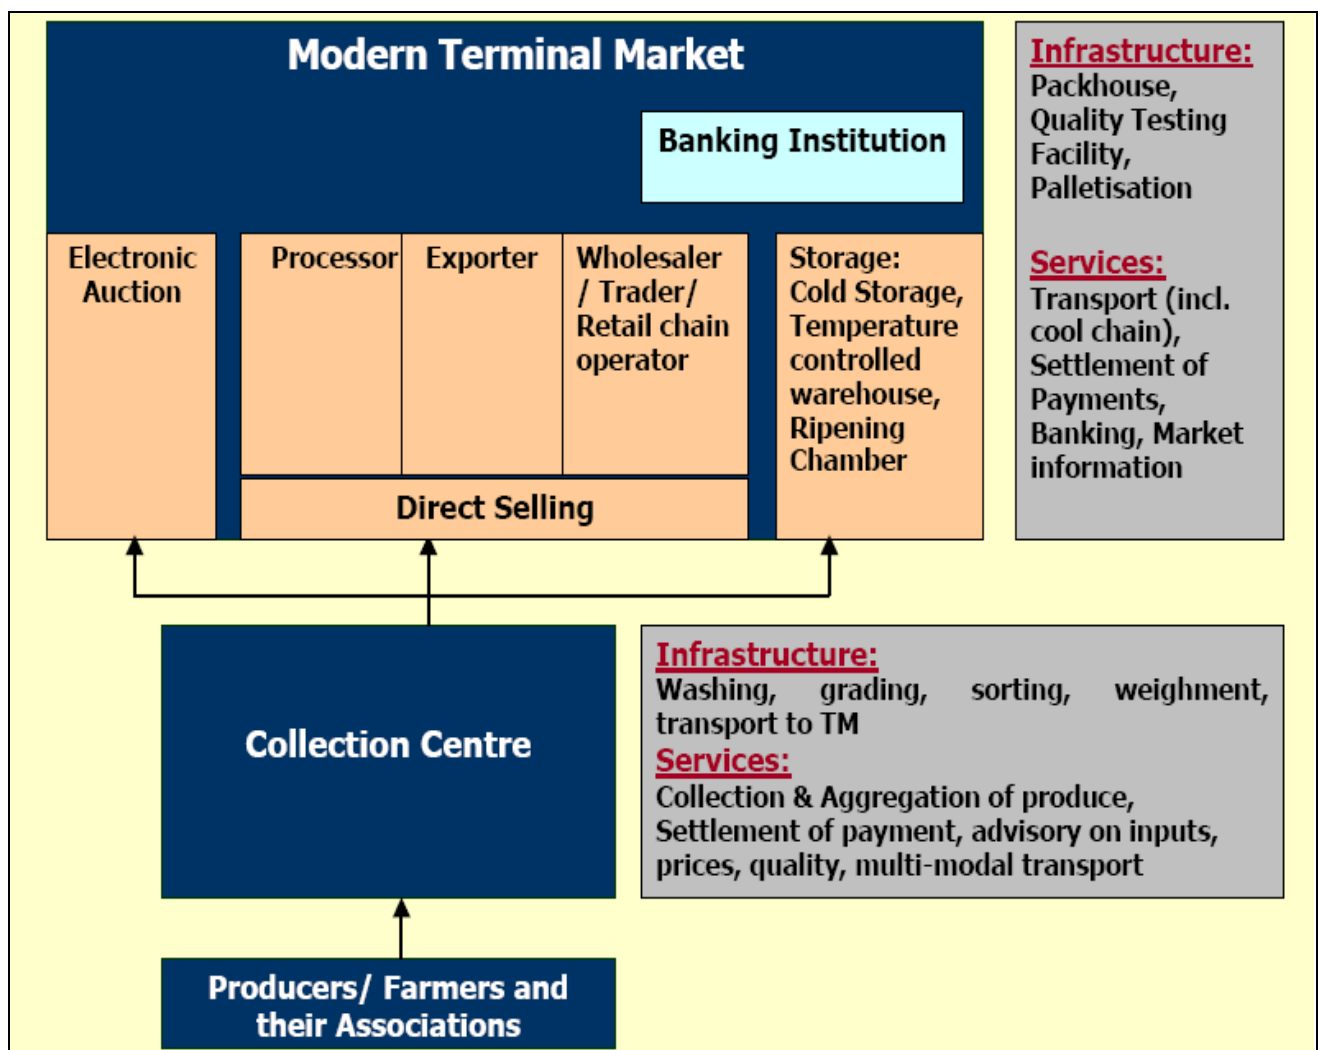 Modern Terminal Market
Banking Institution
Electronic
Auction
Processor
Exporter
Wholesaler
/ Trader/
Retail chain
operator
Direct Selling
Storage:
Cold Storage,
Temperature
controlled
warehouse,
Ripening
Chamber
Infrastructure:
Packhouse,
Quality Testing
Facility,
Palletisation
Services:
Transport (incl.
cool chain),
Settlement of
Payments,
Banking, Market
information
Collection Centre
Infrastructure:
Washing, grading, sorting, weighment,
transport to TM
Services:
Collection & Aggregation of produce,
Settlement of payment, advisory on inputs,
prices, quality, multi-modal transport
Producers/ Farmers and
their Associations